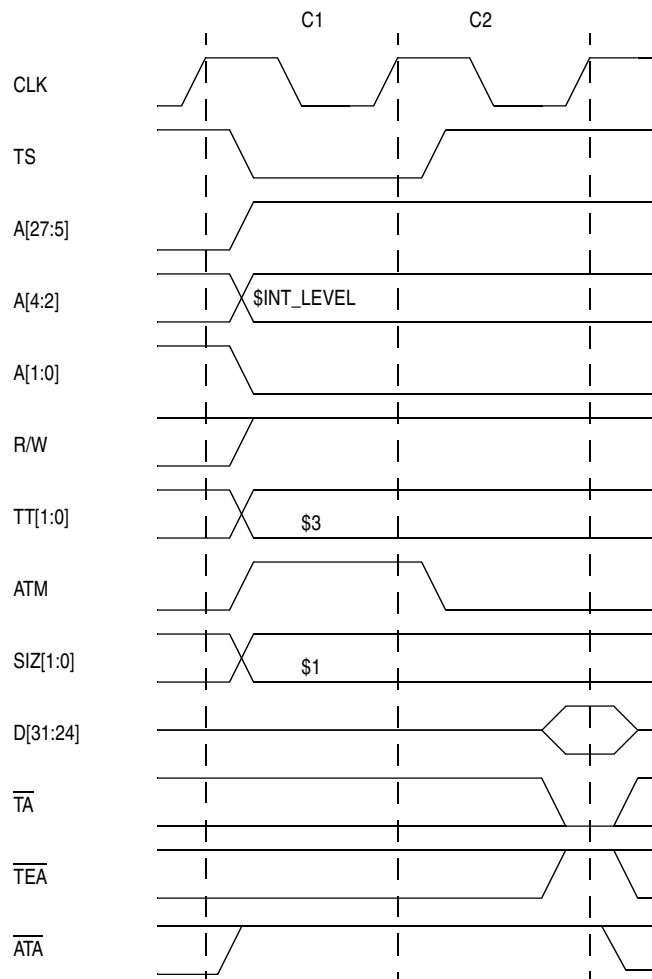 C1 C2
CLK
TS
A[27:5]
A[4:2] $INT_LEVEL
A[1:0]
R/W
TT[1:0] $3
ATM
SIZ[1:0] $1
D[31:24]
TA
TEA
ATA